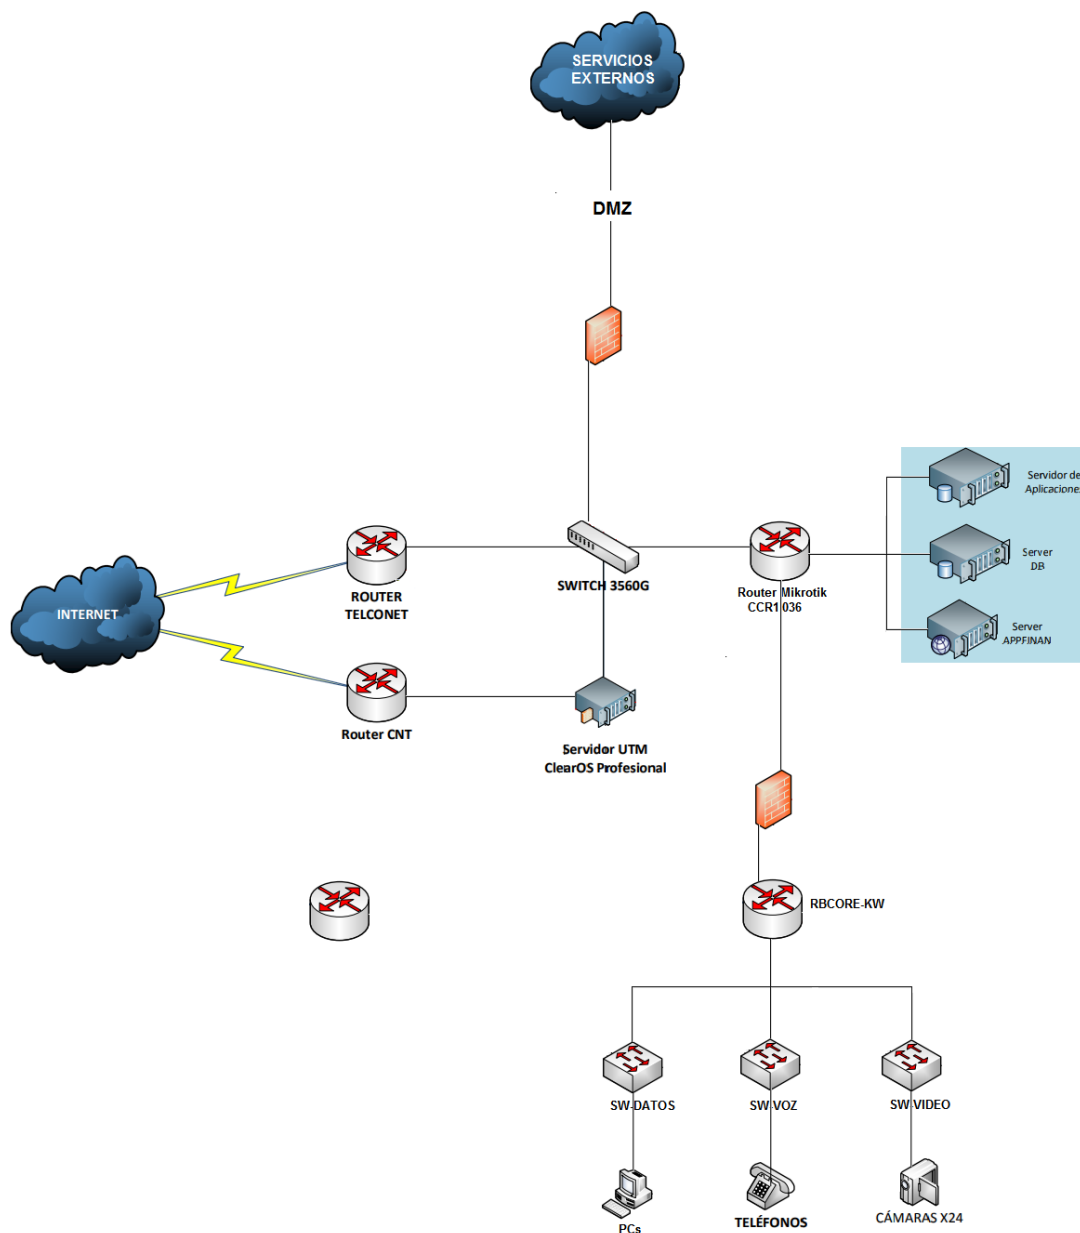 SERVICIOS
EXTERNOS
DMZ
Servidor de
Aplicaciones
SWITCH 3560G
Server
DB
ROUTER
TELCONET
Router Mikrotik
CCR1036
INTERNET
Server
APPFINAN
Router CNT
Servidor UTM
ClearOS Profesional
RBCORE-KW
SW-DATOS
SW-VOZ
SW-VIDEO
PCs
TELÉFONOS
CÁMARAS X24